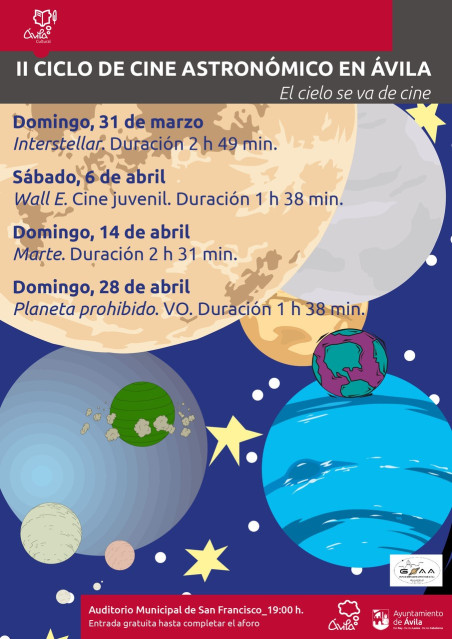 Ávila
Cultural
II CICLO DE CINE ASTRONÓMICO EN ÁVILA
El cielo se va de cine
Domingo, 31 de marzo
Interstellar. Duración 2 h 49 min.
Sábado, 6 de abril
Wall E. Cine juvenil. Duración 1 h 38 min.
Domingo, 14 de abril
Marte. Duración 2 h 31 min.
Domingo, 28 de abril
Planeta prohibido. VO. Duración 1 h 38 min.
Auditorio Municipal de San Francisco_19:00 h.
Entrada gratuita hasta completar el aforo
Ávila
Ayuntamiento
de Ávila